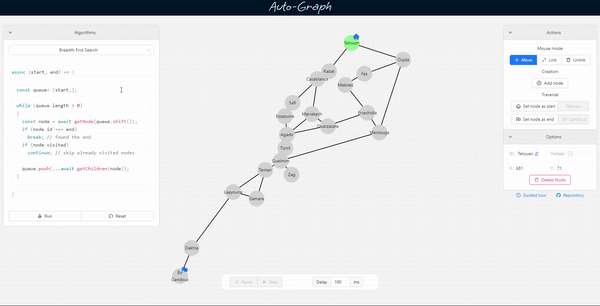 Auto-Graph
Algorithms
Breadth-First Search
async (start, end) => {
const queue= [start,];
while (queue.length > 0)
{
const node = await getNode(queue.shift());
if (node.id === end)
break; // found the end
if (node.visited)
continue; // skip already visited nodes
queue.push(...await getChildren(node));
}
}
Run
Reset
Tetouan
Oujda
Rabat
Fes
Casablanca
Meknes
Safi
Essaouira
Marrakech
Errachidia
Ouarzazate
Merzouga
Agadir
Tiznit
Guelmim
Tantan
Zag
Laayoune
Samara
Dakhla
Bir Gandouz
Pause
Step
Delay
100
ms
Actions
Mouse mode
Move
Link
Unlink
Creation
Add node
Traversal
Set node as start
Tetouan
Set node as end
Bir Gandouz
Options
ID: Tetouan
Visited:
X: 681
Y: 71
Delete Node
Guided tour
Repository